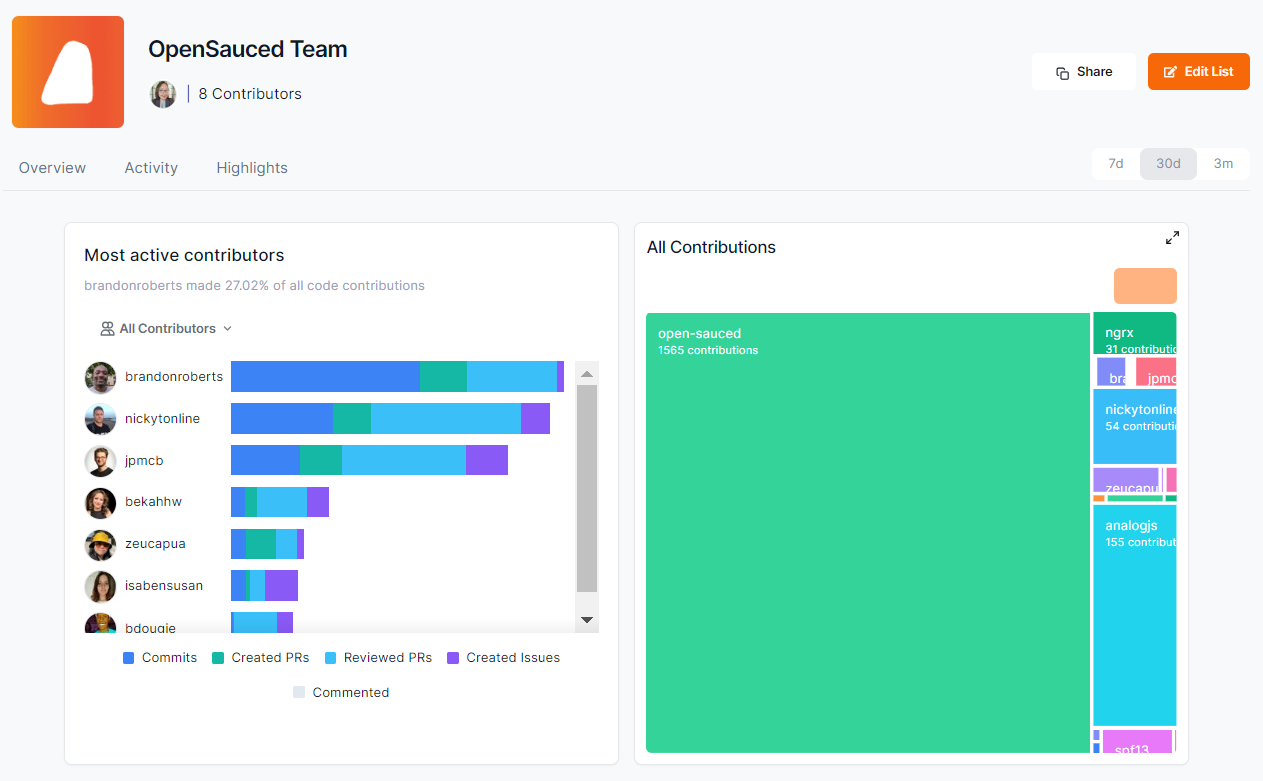 OpenSauced Team
| 8 Contributors
Share
Edit List
Overview
Activity
Highlights
7d
30d
3m
Most active contributors
brandonroberts made 27.02% of all code contributions
All Contributors
brandonroberts
nickytonline
jpmcb
bekahhw
zeucapua
isabensusan
bdougie
Commits
Created PRs
Reviewed PRs
Created Issues
Commented
All Contributions
open-sauced
1565 contributions
ngrx
31 contributic
bra
jpmc
nickytonline
54 contributi
zeucapu
analogjs
155 contribut
spf13